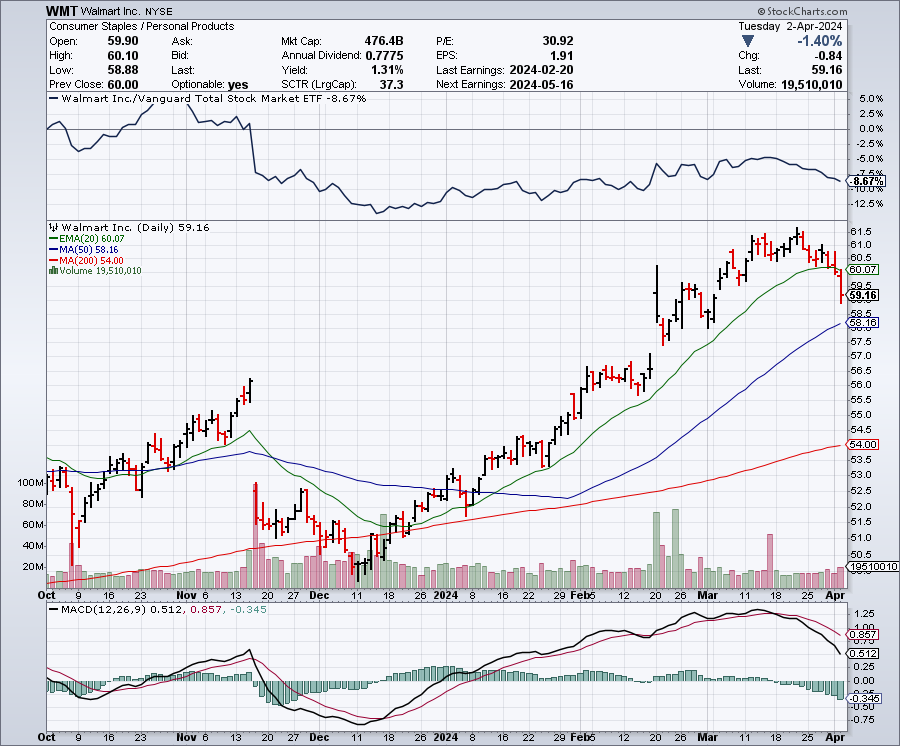 WMT Walmart Inc. NYSE © StockCharts.com
Consumer Staples / Personal Products Tuesday 2-Apr-2024
Open: 59.90 Ask: Mkt Cap: 476.4B P/E: 30.92 ▼ -1.40%
High: 60.10 Bid: Annual Dividend: 0.7775 EPS: 1.91 Chg: -0.84
Low: 58.88 Last: Yield: 1.31% Last Earnings: 2024-02-20 Last: 59.16
Prev Close: 60.00 Optionable: yes SCTR (LrgCap): 37.3 Next Earnings: 2024-05-16 Volume: 19,510,010
Walmart Inc./Vanguard Total Stock Market ETF -8.67%
5.0%
2.5%
0.0%
-2.5%
-5.0%
-8.67%
-10.0%
-12.5%
Walmart Inc. (Daily) 59.16
EMA(20) 60.07
MA(50) 58.16
MA(200) 54.00
Volume 19,510,010
61.5
61.0
60.5
60.07
59.5
59.16
58.5
58.16
57.5
57.0
56.5
56.0
55.5
55.0
54.5
54.00
53.5
53.0
52.5
52.0
51.5
51.0
50.5
19510010
100M
80M
60M
40M
20M
Oct 9 16 23 Nov 6 13 20 27 Dec 11 18 26 2024 8 16 22 29 Feb 5 12 20 26 Mar 11 18 25 Apr
MACD(12,26,9) 0.512, 0.857, -0.345
1.25
1.00
0.857
0.512
0.25
0.00
-0.345
-0.50
-0.75
Oct 9 16 23 Nov 6 13 20 27 Dec 11 18 26 2024 8 16 22 29 Feb 5 12 20 26 Mar 11 18 25 Apr